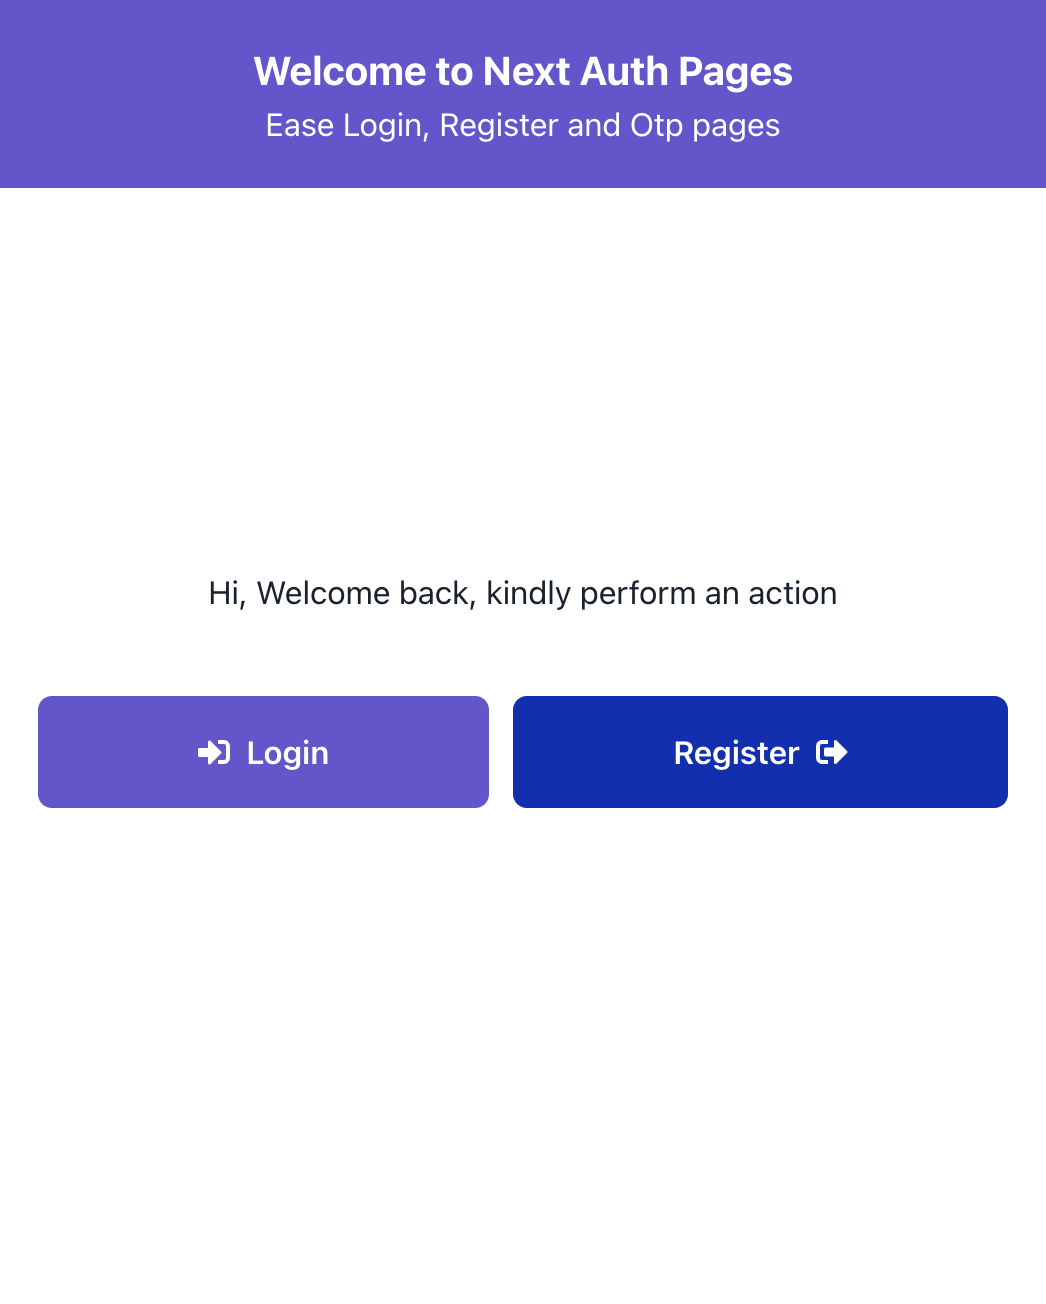 Welcome to Next Auth Pages
Ease Login, Register and Otp pages
Hi, Welcome back, kindly perform an action
Login
Register